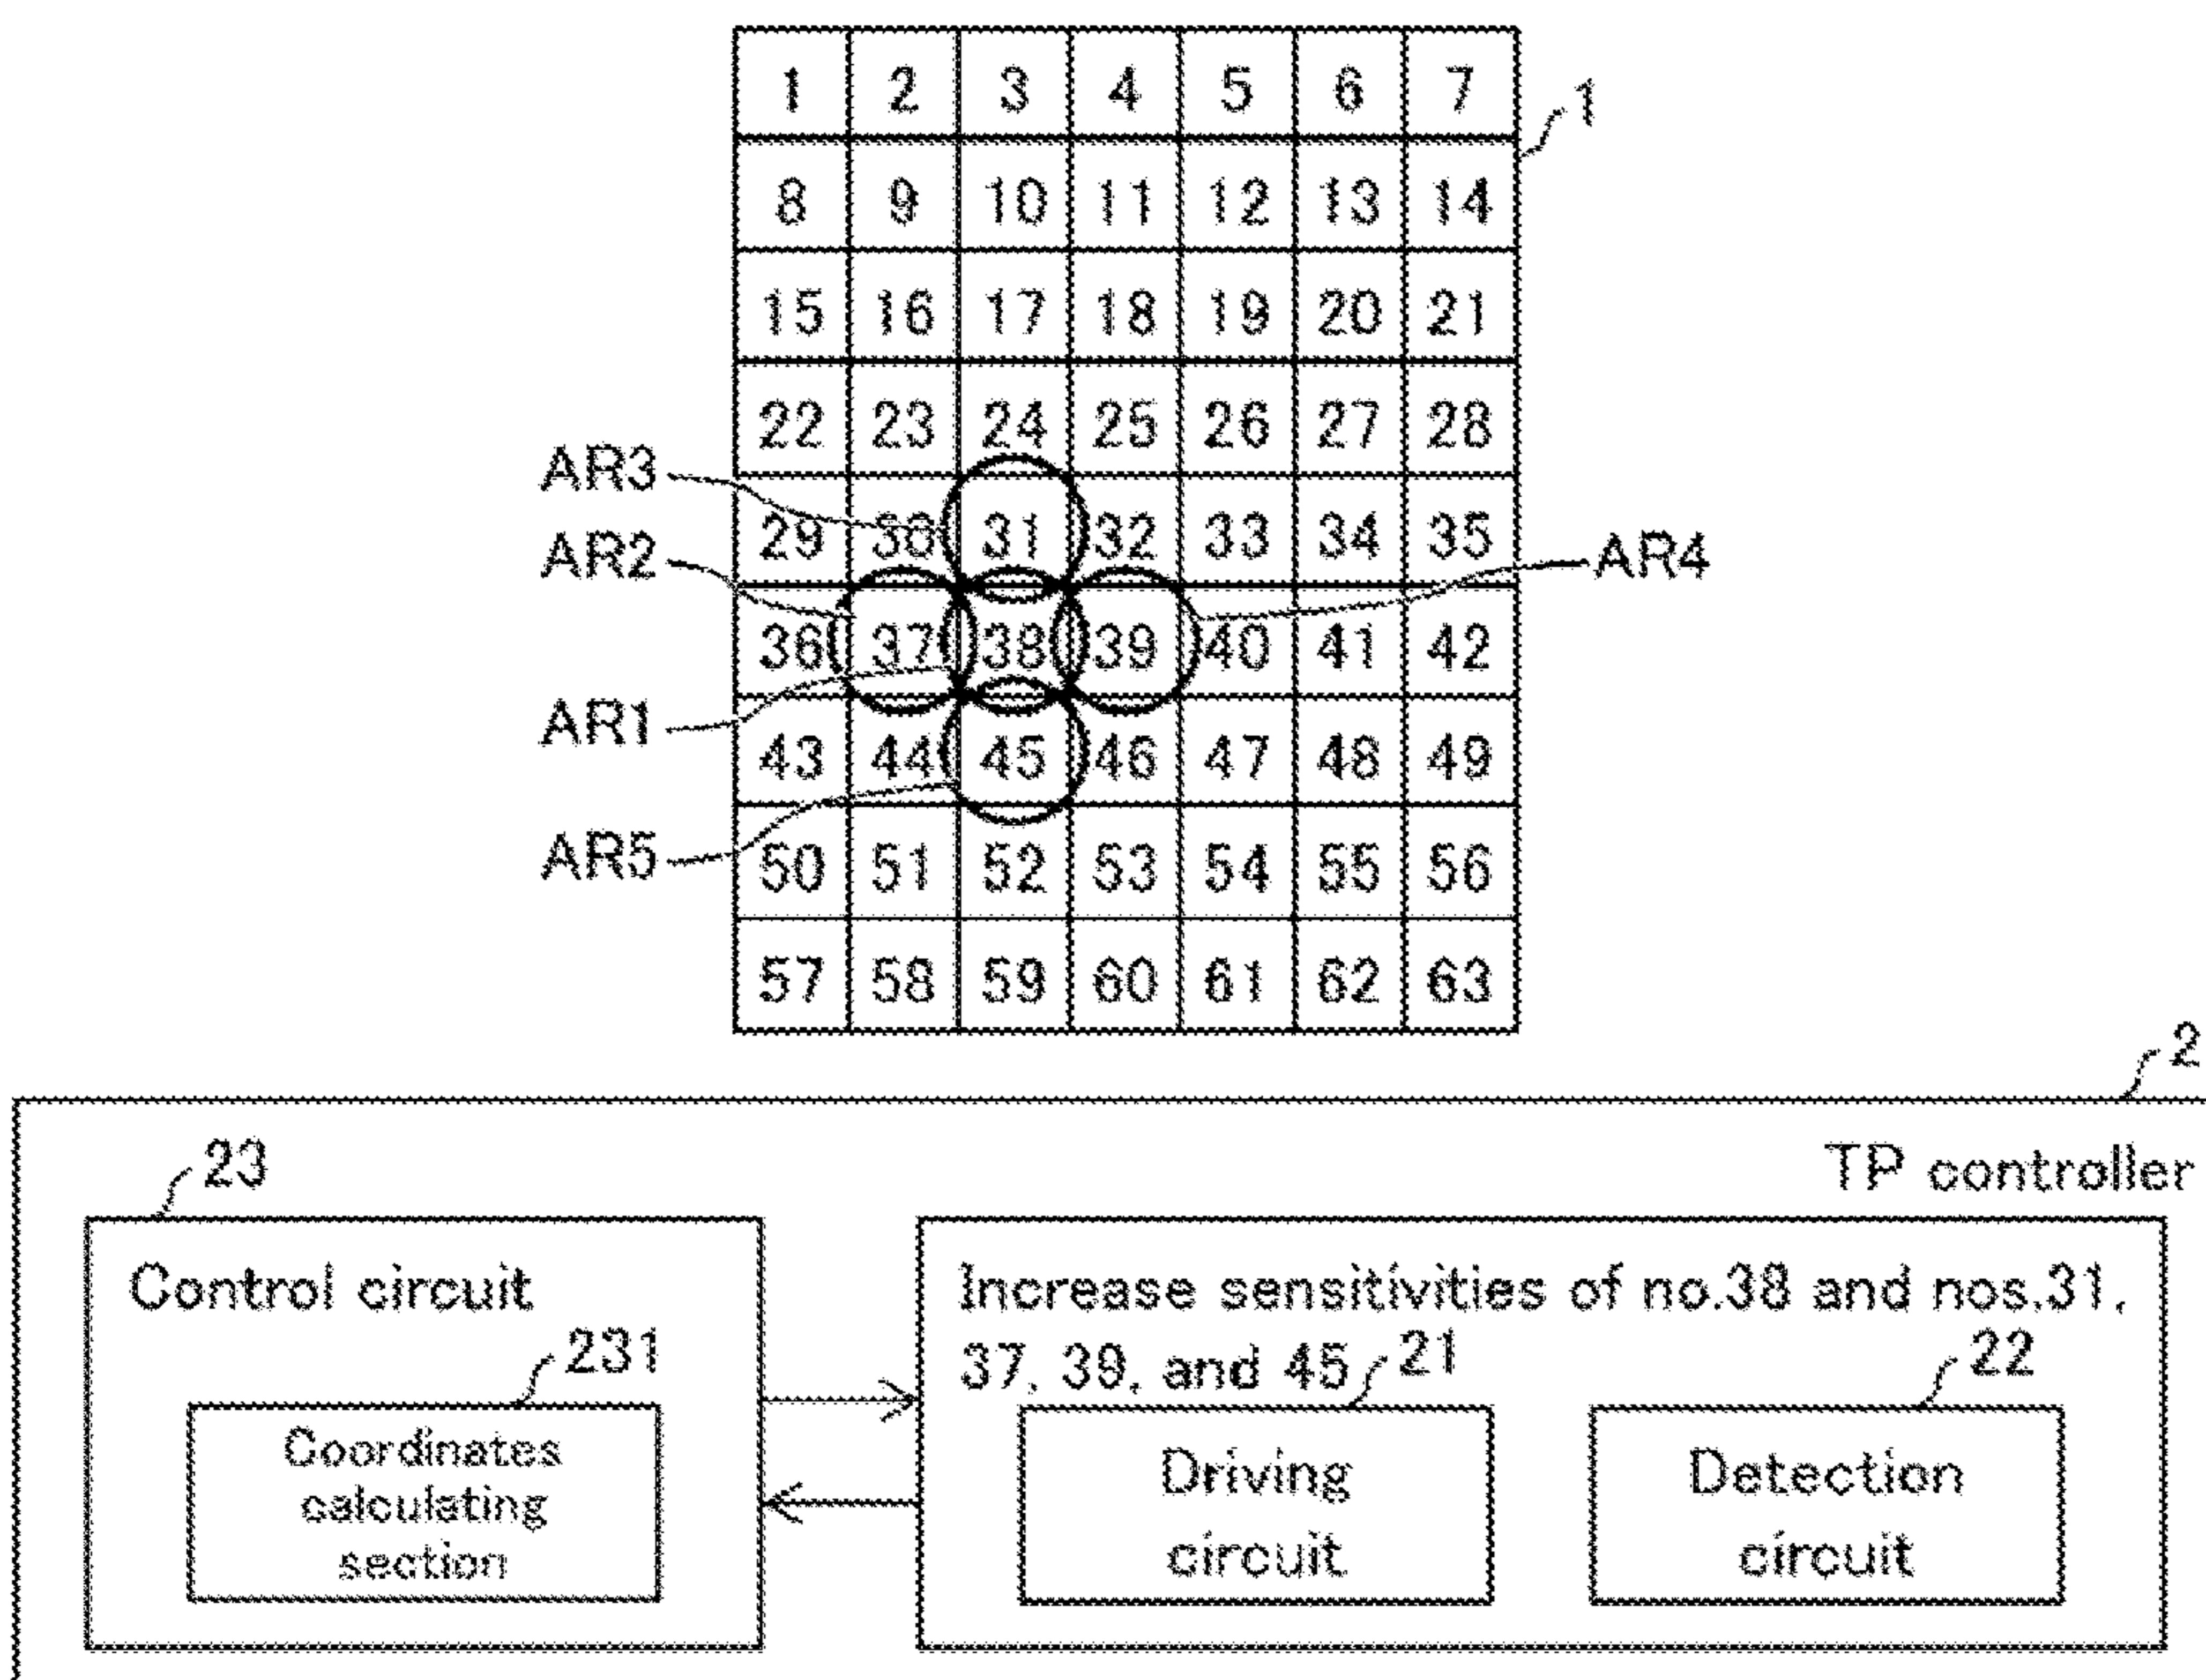 1 2 3 4 5 6 7
1
8 9 10 11 12 13 14
15 16 17 18 19 20 21
22 23 24 25 26 27 28
AR3
29 30 31 32 33 34 35
AR2
AR4
36 37 38 39 40 41 42
AR1
43 44 45 46 47 48 49
AR5
50 51 52 53 54 55 56
57 58 59 60 61 62 63
2
TP controller
23
Control circuit
231
Coordinates
calculating
section
Increase sensitivities of no.38 and nos.31,
37, 39, and 45
21
22
Driving
circuit
Detection
circuit